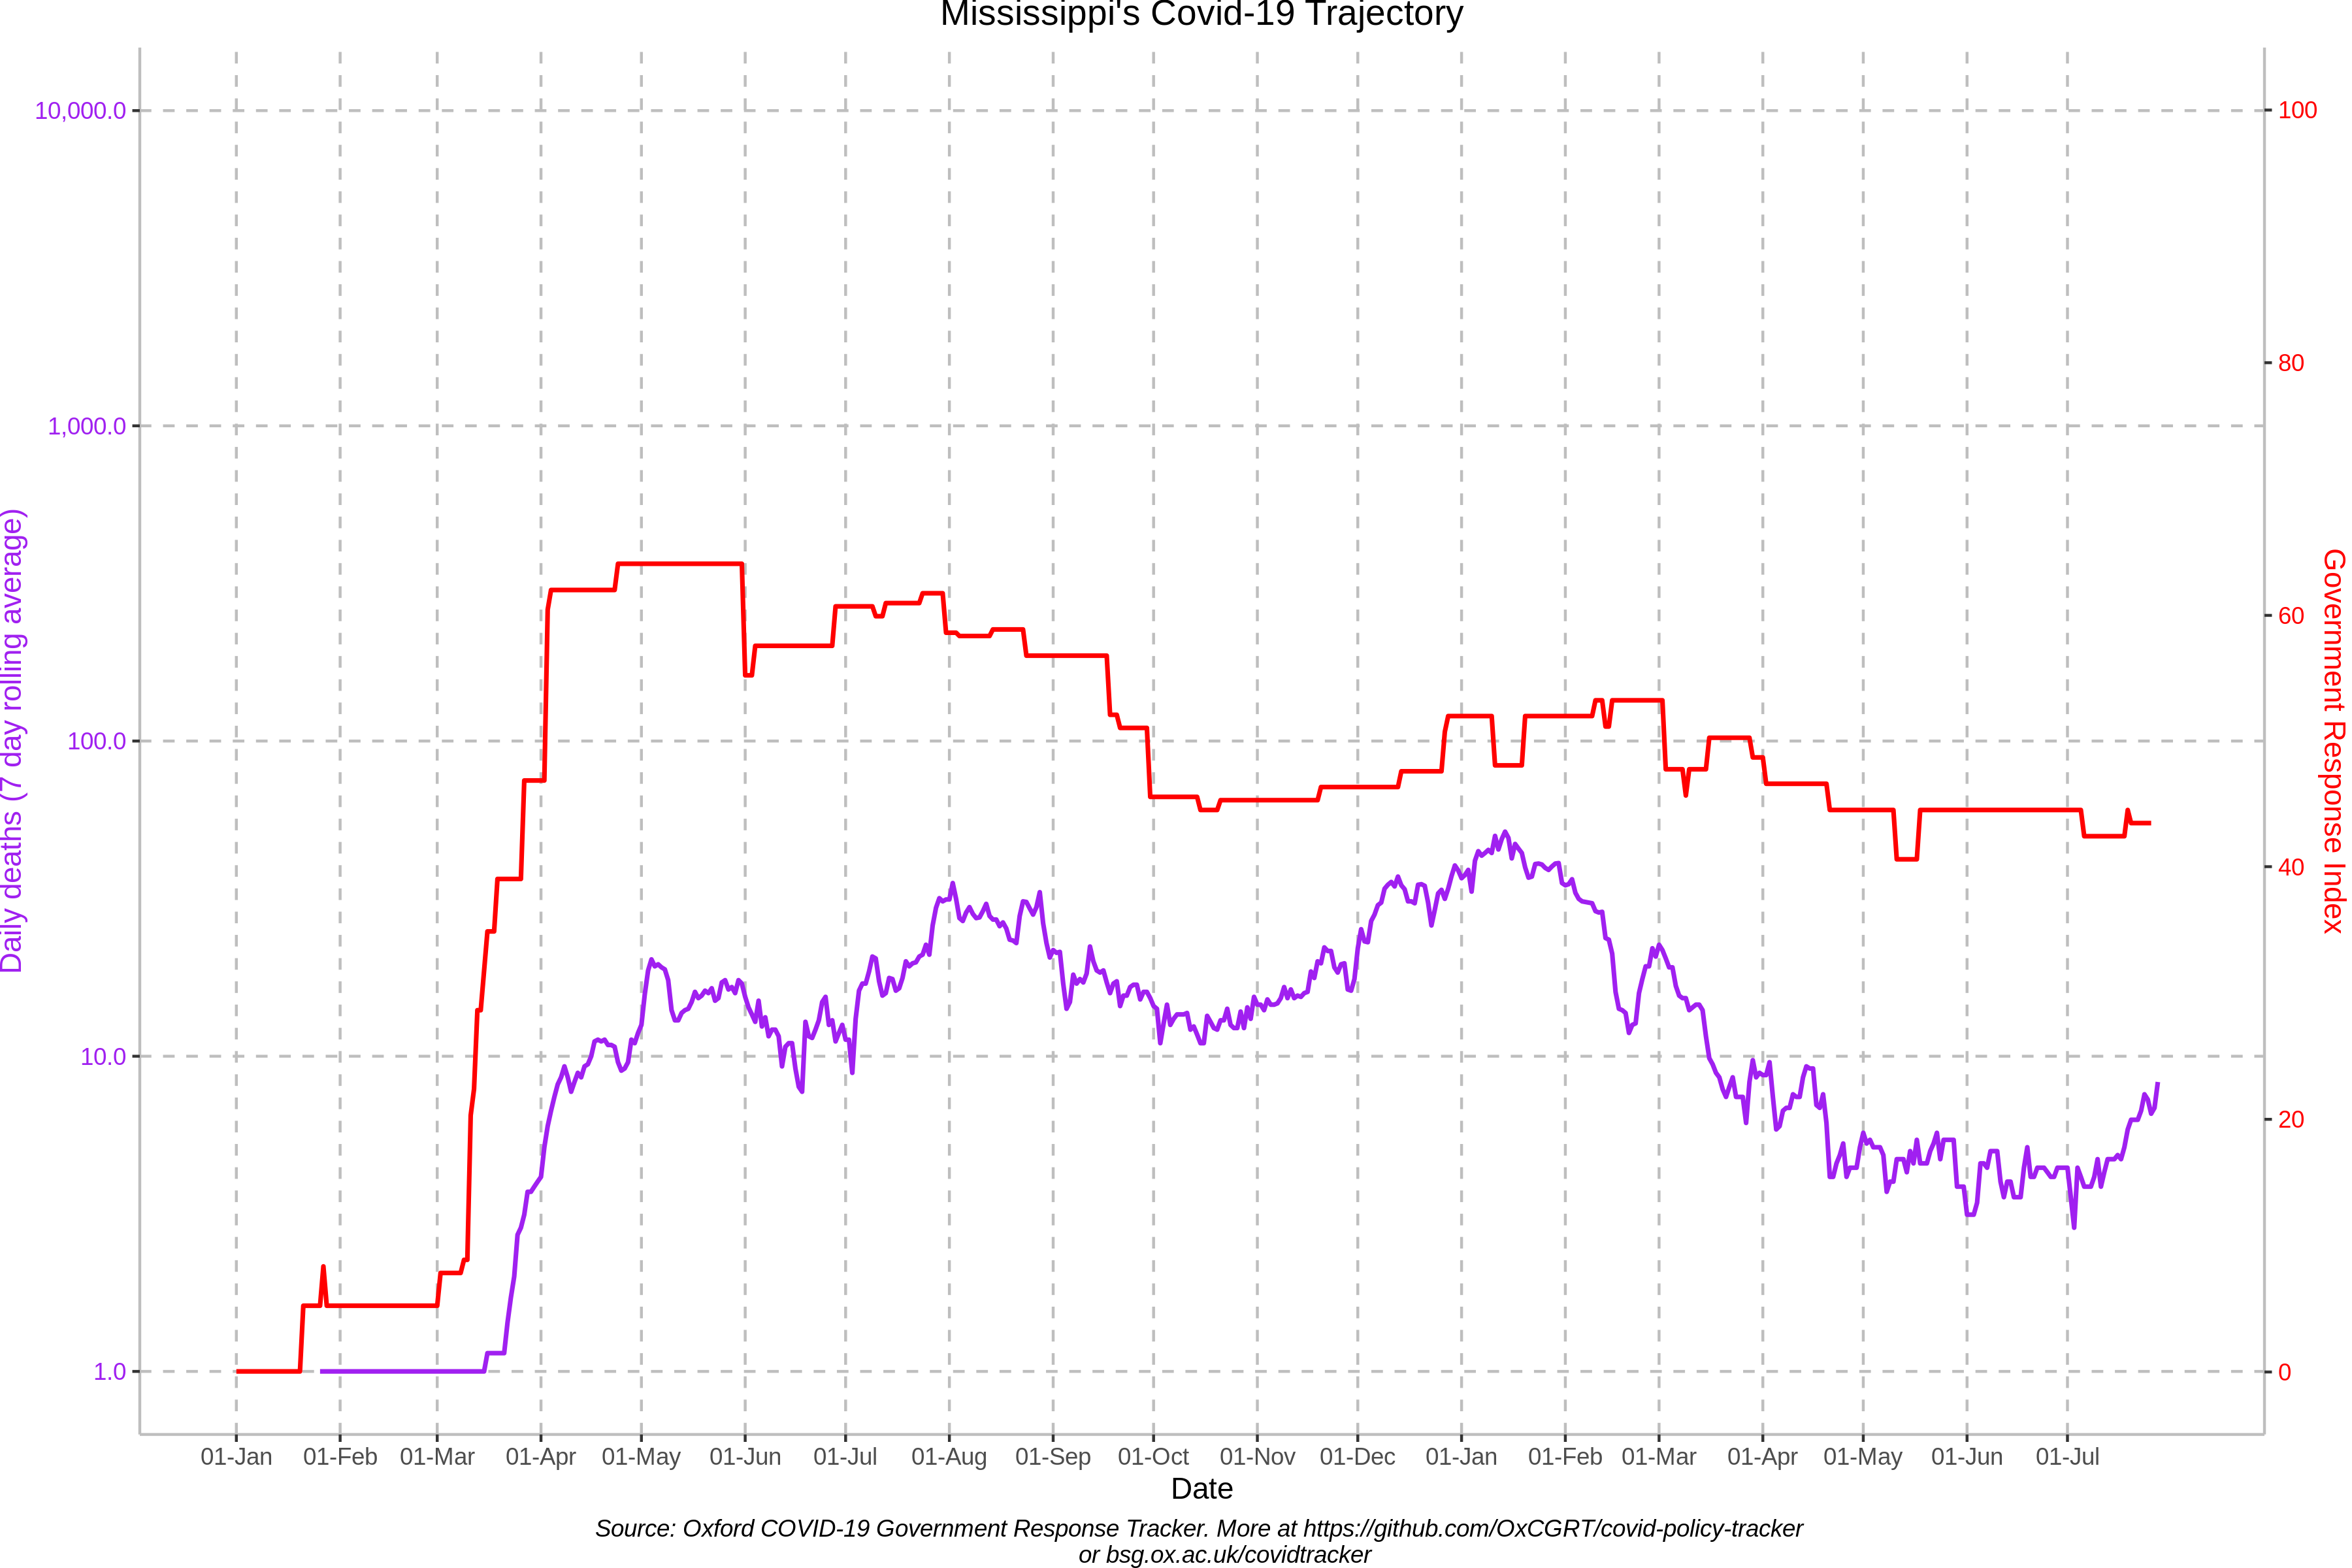 Mississippi's Covid-19 Trajectory
Daily deaths (7 day rolling average)
10,000.0
1,000.0
100.0
10.0
1.0
100
80
60
40
20
0
Government Response Index
01-Jan 01-Feb 01-Mar 01-Apr 01-May 01-Jun 01-Jul 01-Aug 01-Sep 01-Oct 01-Nov 01-Dec 01-Jan 01-Feb 01-Mar 01-Apr 01-May 01-Jun 01-Jul
Date
Source: Oxford COVID-19 Government Response Tracker. More at https://github.com/OxCGRT/covid-policy-tracker
or bsg.ox.ac.uk/covidtracker